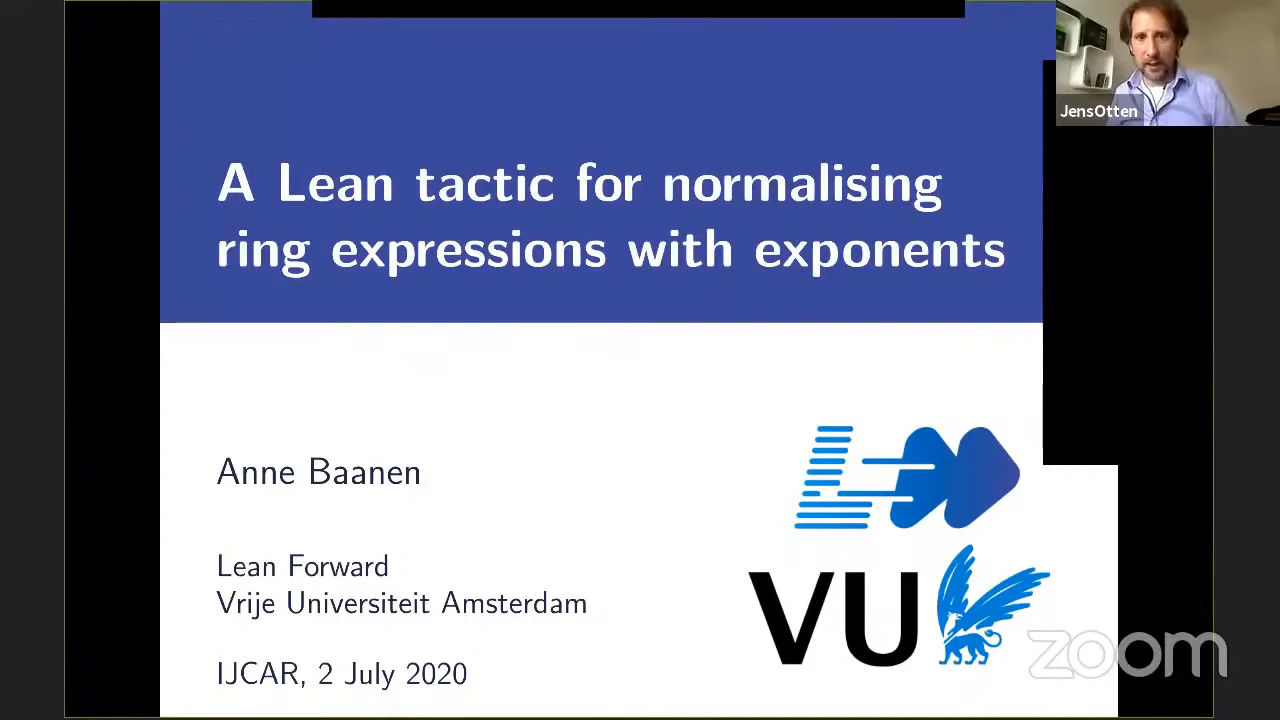 JensOtten
A Lean tactic for normalising
ring expressions with exponents
Anne Baanen
Lean Forward
Vrije Universiteit Amsterdam
IJCAR, 2 July 2020
VU
zoom